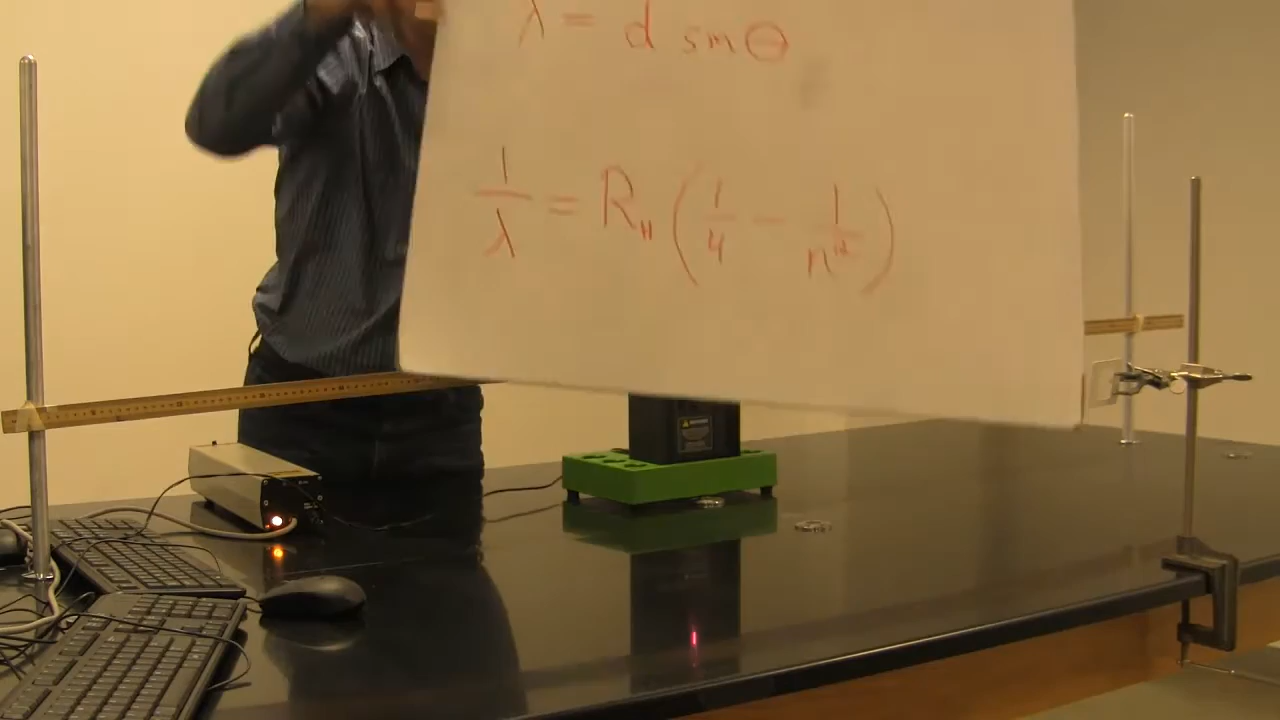 λ = d sin θ
1/λ = R_H (1/4 − 1/n²)